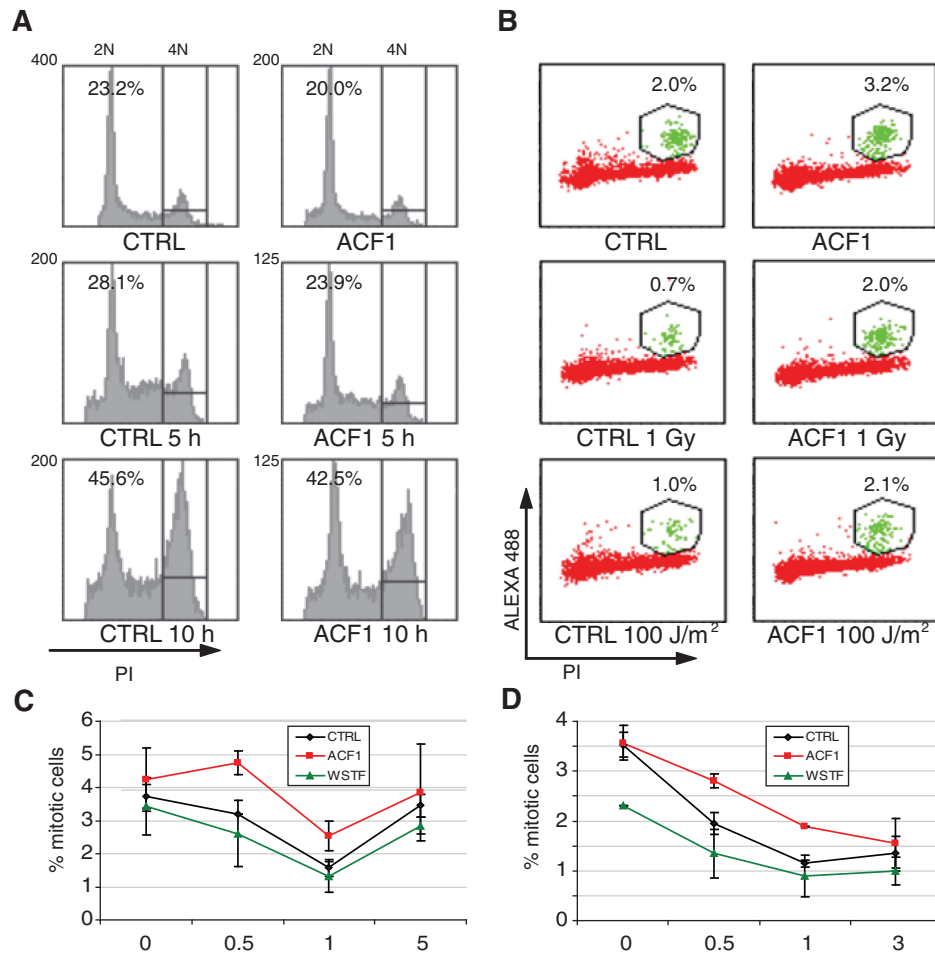 A
B
2N 4N 2N 4N
400 23.2% 200 20.0% 2.0% 3.2%
CTRL ACF1 CTRL ACF1
200 28.1% 125 23.9% 0.7% 2.0%
CTRL 5 h ACF1 5 h CTRL 1 Gy ACF1 1 Gy
200 45.6% 125 42.5% 1.0% 2.1%
CTRL 10 h ACF1 10 h CTRL 100 J/m² ACF1 100 J/m²
PI
ALEXA 488
PI
C
% mitotic cells
6
5
4
3
2
1
0
CTRL
ACF1
WSTF
0 0.5 1 5
D
% mitotic cells
4
3
2
1
0
CTRL
ACF1
WSTF
0 0.5 1 3